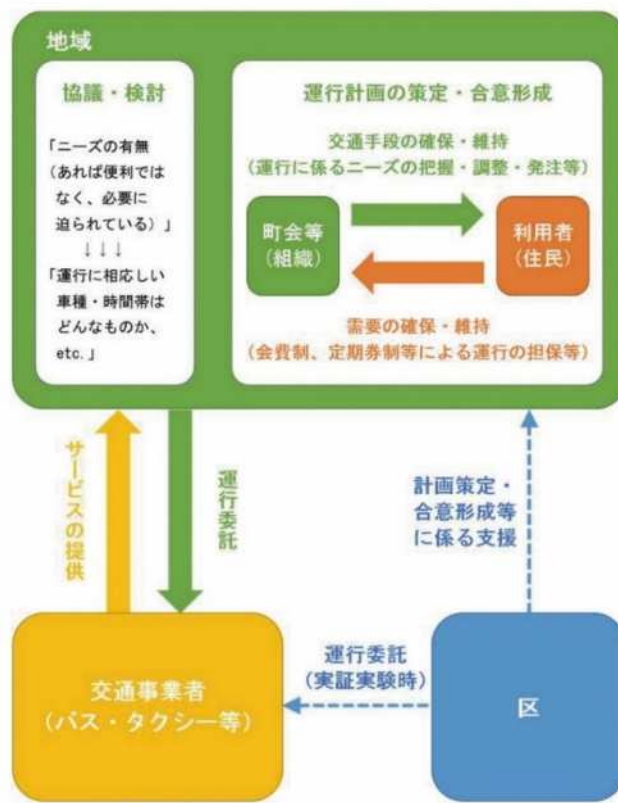 地域
協議・検討
「ニーズの有無
(あれば便利では
なく、必要に
迫られている)」
↓↓↓
「運行に相応しい
車種・時間帯は
どんなものか、
etc.」
運行計画の策定・合意形成
交通手段の確保・維持
(運行に係るニーズの把握・調整・発注等)
町会等
(組織)
利用者
(住民)
需要の確保・維持
(会費制、定期券制等による運行の担保等)
サービスの提供
運行委託
計画策定・
合意形成等
に係る支援
交通事業者
(バス・タクシー等)
運行委託
(実証実験時)
区